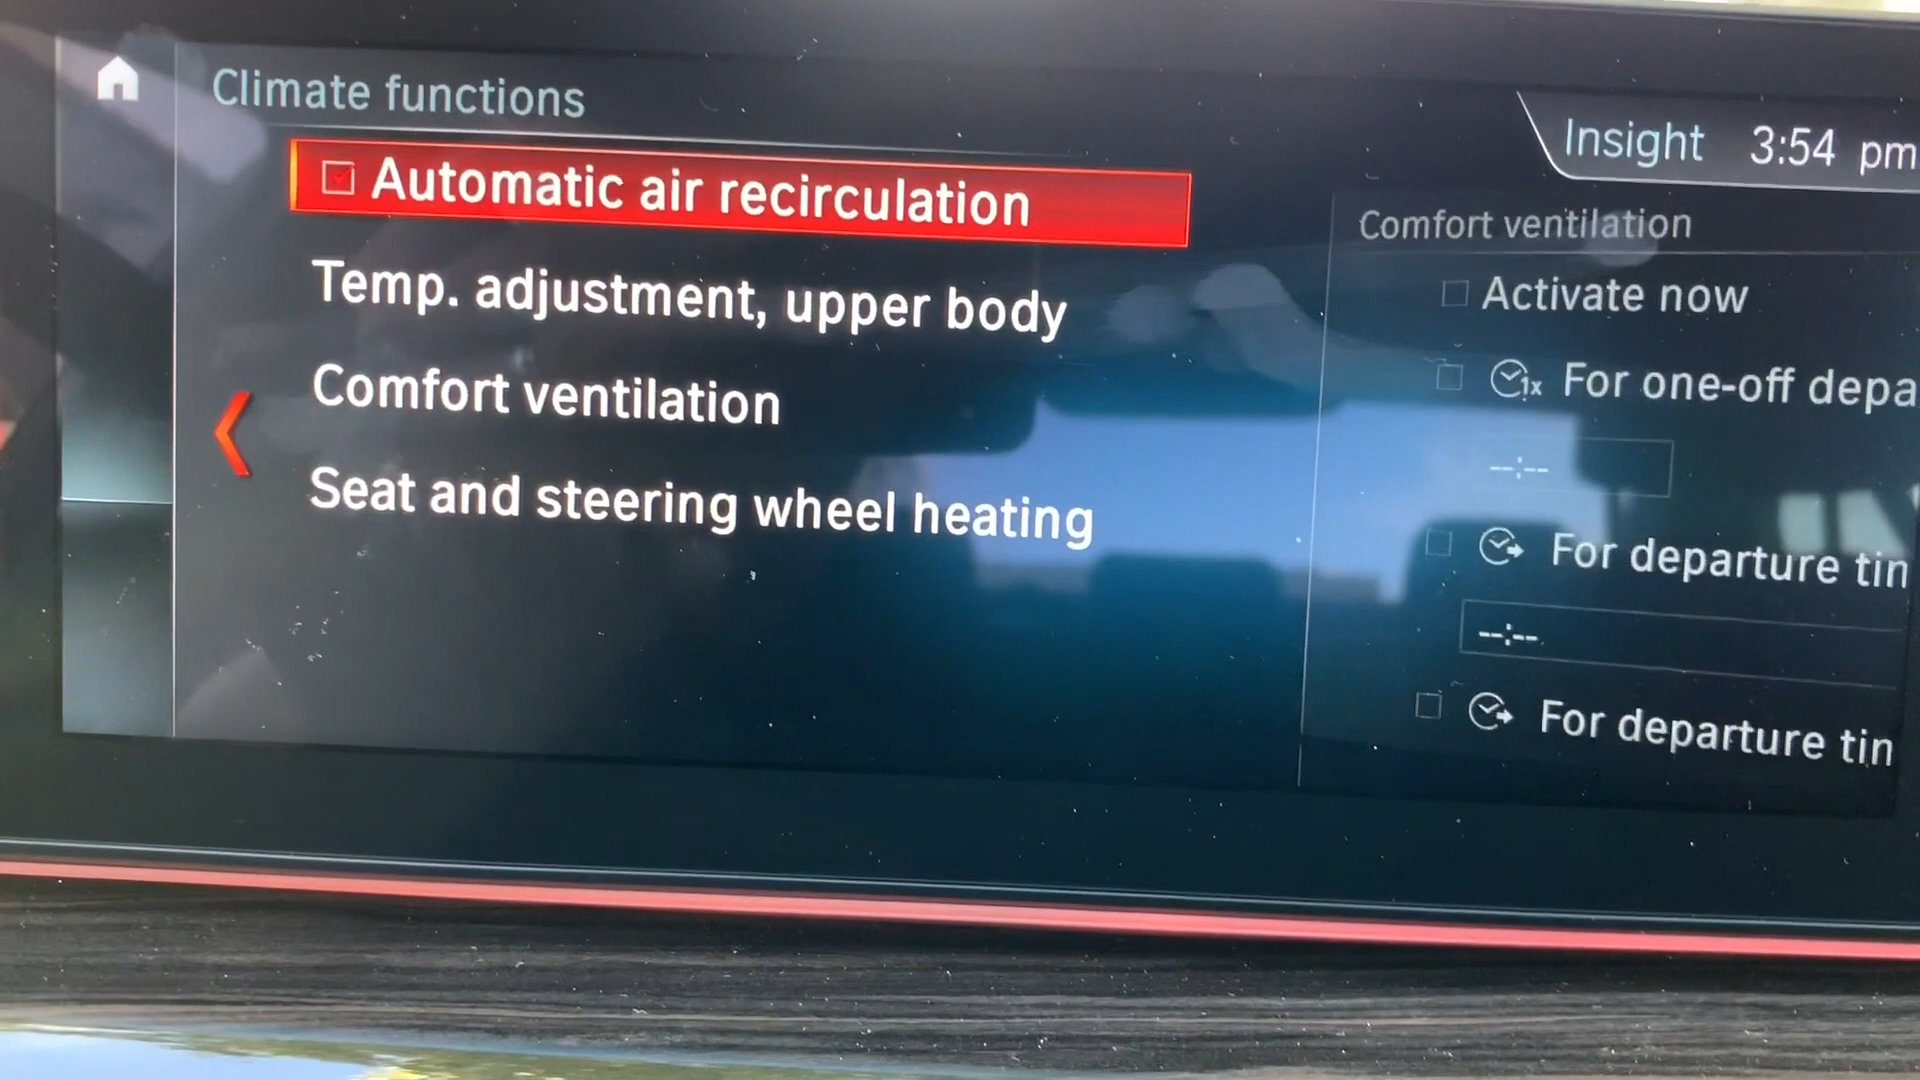 Climate functions
Insight 3:54 pm
Automatic air recirculation
Temp. adjustment, upper body
Comfort ventilation
Seat and steering wheel heating
Comfort ventilation
Activate now
1x For one-off depa
--:--
For departure tin
--:--
For departure tin